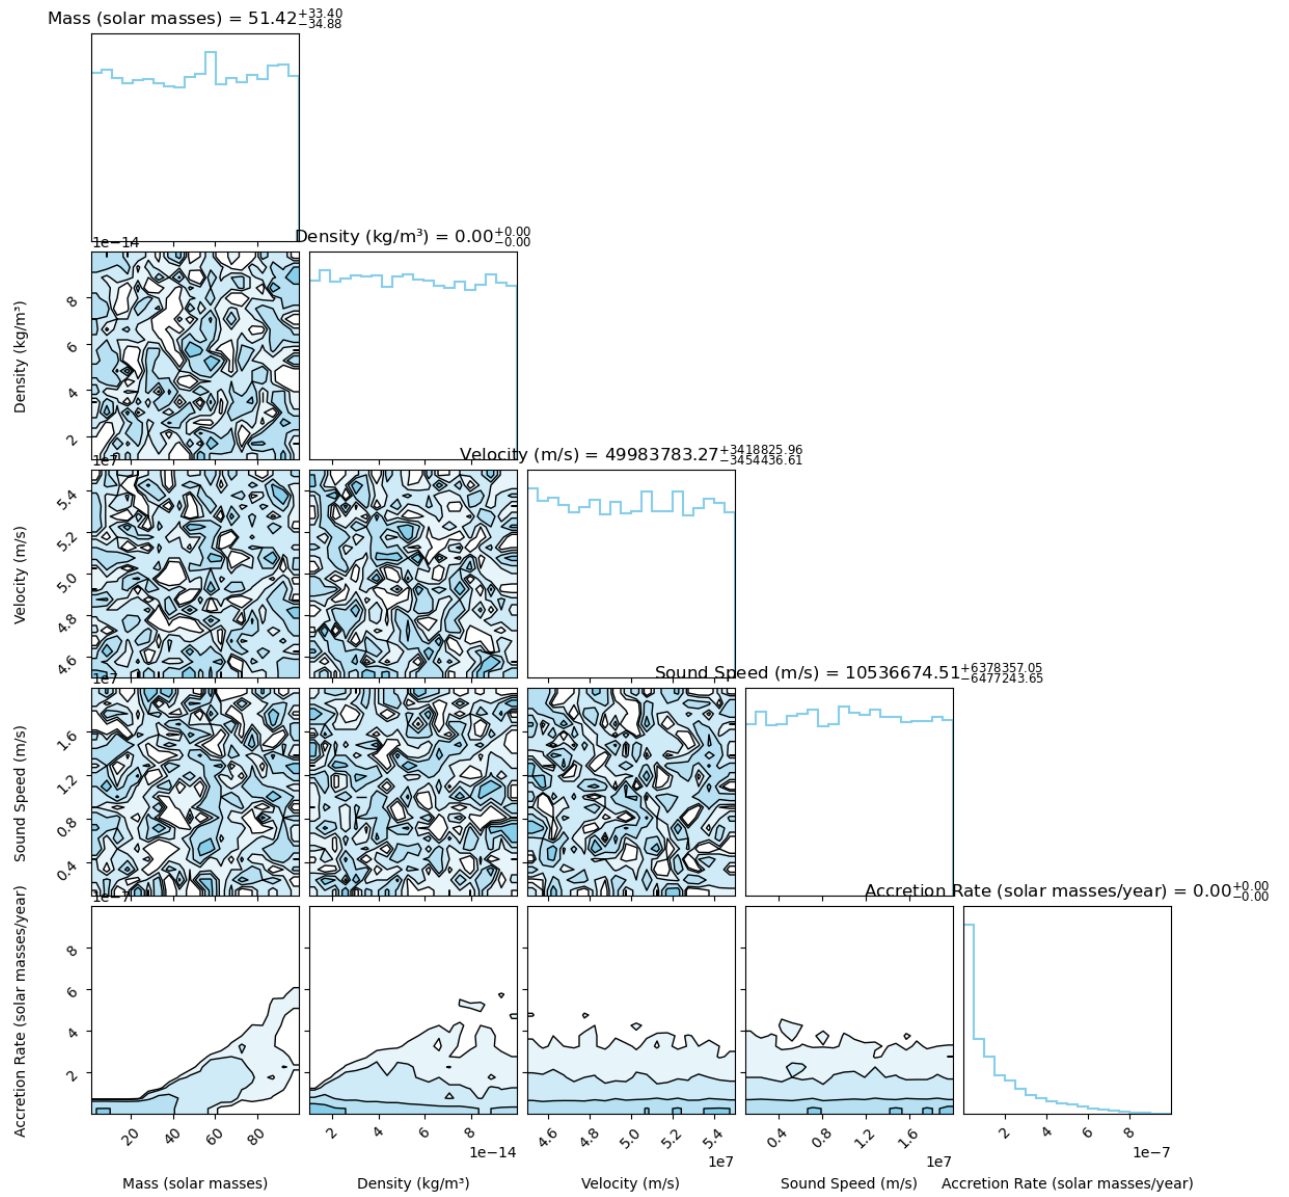 Mass (solar masses) = 51.42+33.40−34.88
1e−14
Density (kg/m³) = 0.00+0.00−0.00
Density (kg/m³)
8
6
4
2
1e7
Velocity (m/s) = 49983783.27+3418825.96−3454436.61
Velocity (m/s)
5.4
5.2
5.0
4.8
4.6
1e7
Sound Speed (m/s) = 10536674.51+6378357.05−6477243.65
Sound Speed (m/s)
1.6
1.2
0.8
0.4
1e−7
Accretion Rate (solar masses/year) = 0.00+0.00−0.00
Accretion Rate (solar masses/year)
8
6
4
2
20 40 60 80
2 4 6 8
4.6 4.8 5.0 5.2 5.4
0.4 0.8 1.2 1.6
2 4 6 8
1e−14
1e7
1e7
1e−7
Mass (solar masses)
Density (kg/m³)
Velocity (m/s)
Sound Speed (m/s)
Accretion Rate (solar masses/year)